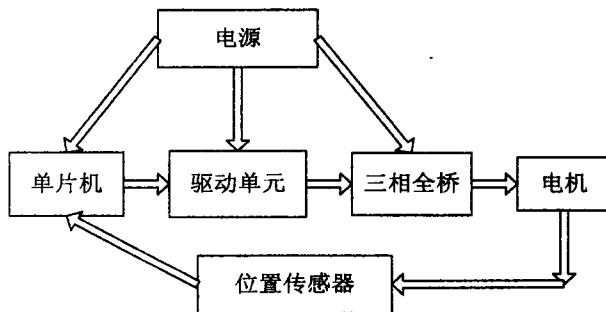 电源
单片机
驱动单元
三相全桥
电机
位置传感器